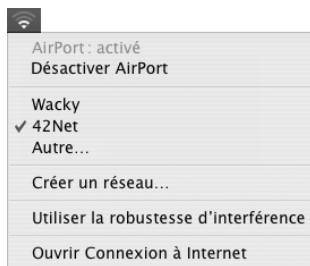 AirPort : activé
Désactiver AirPort
Wacky
✓ 42Net
Autre...
Créer un réseau...
Utiliser la robustesse d'interférence
Ouvrir Connexion à Internet